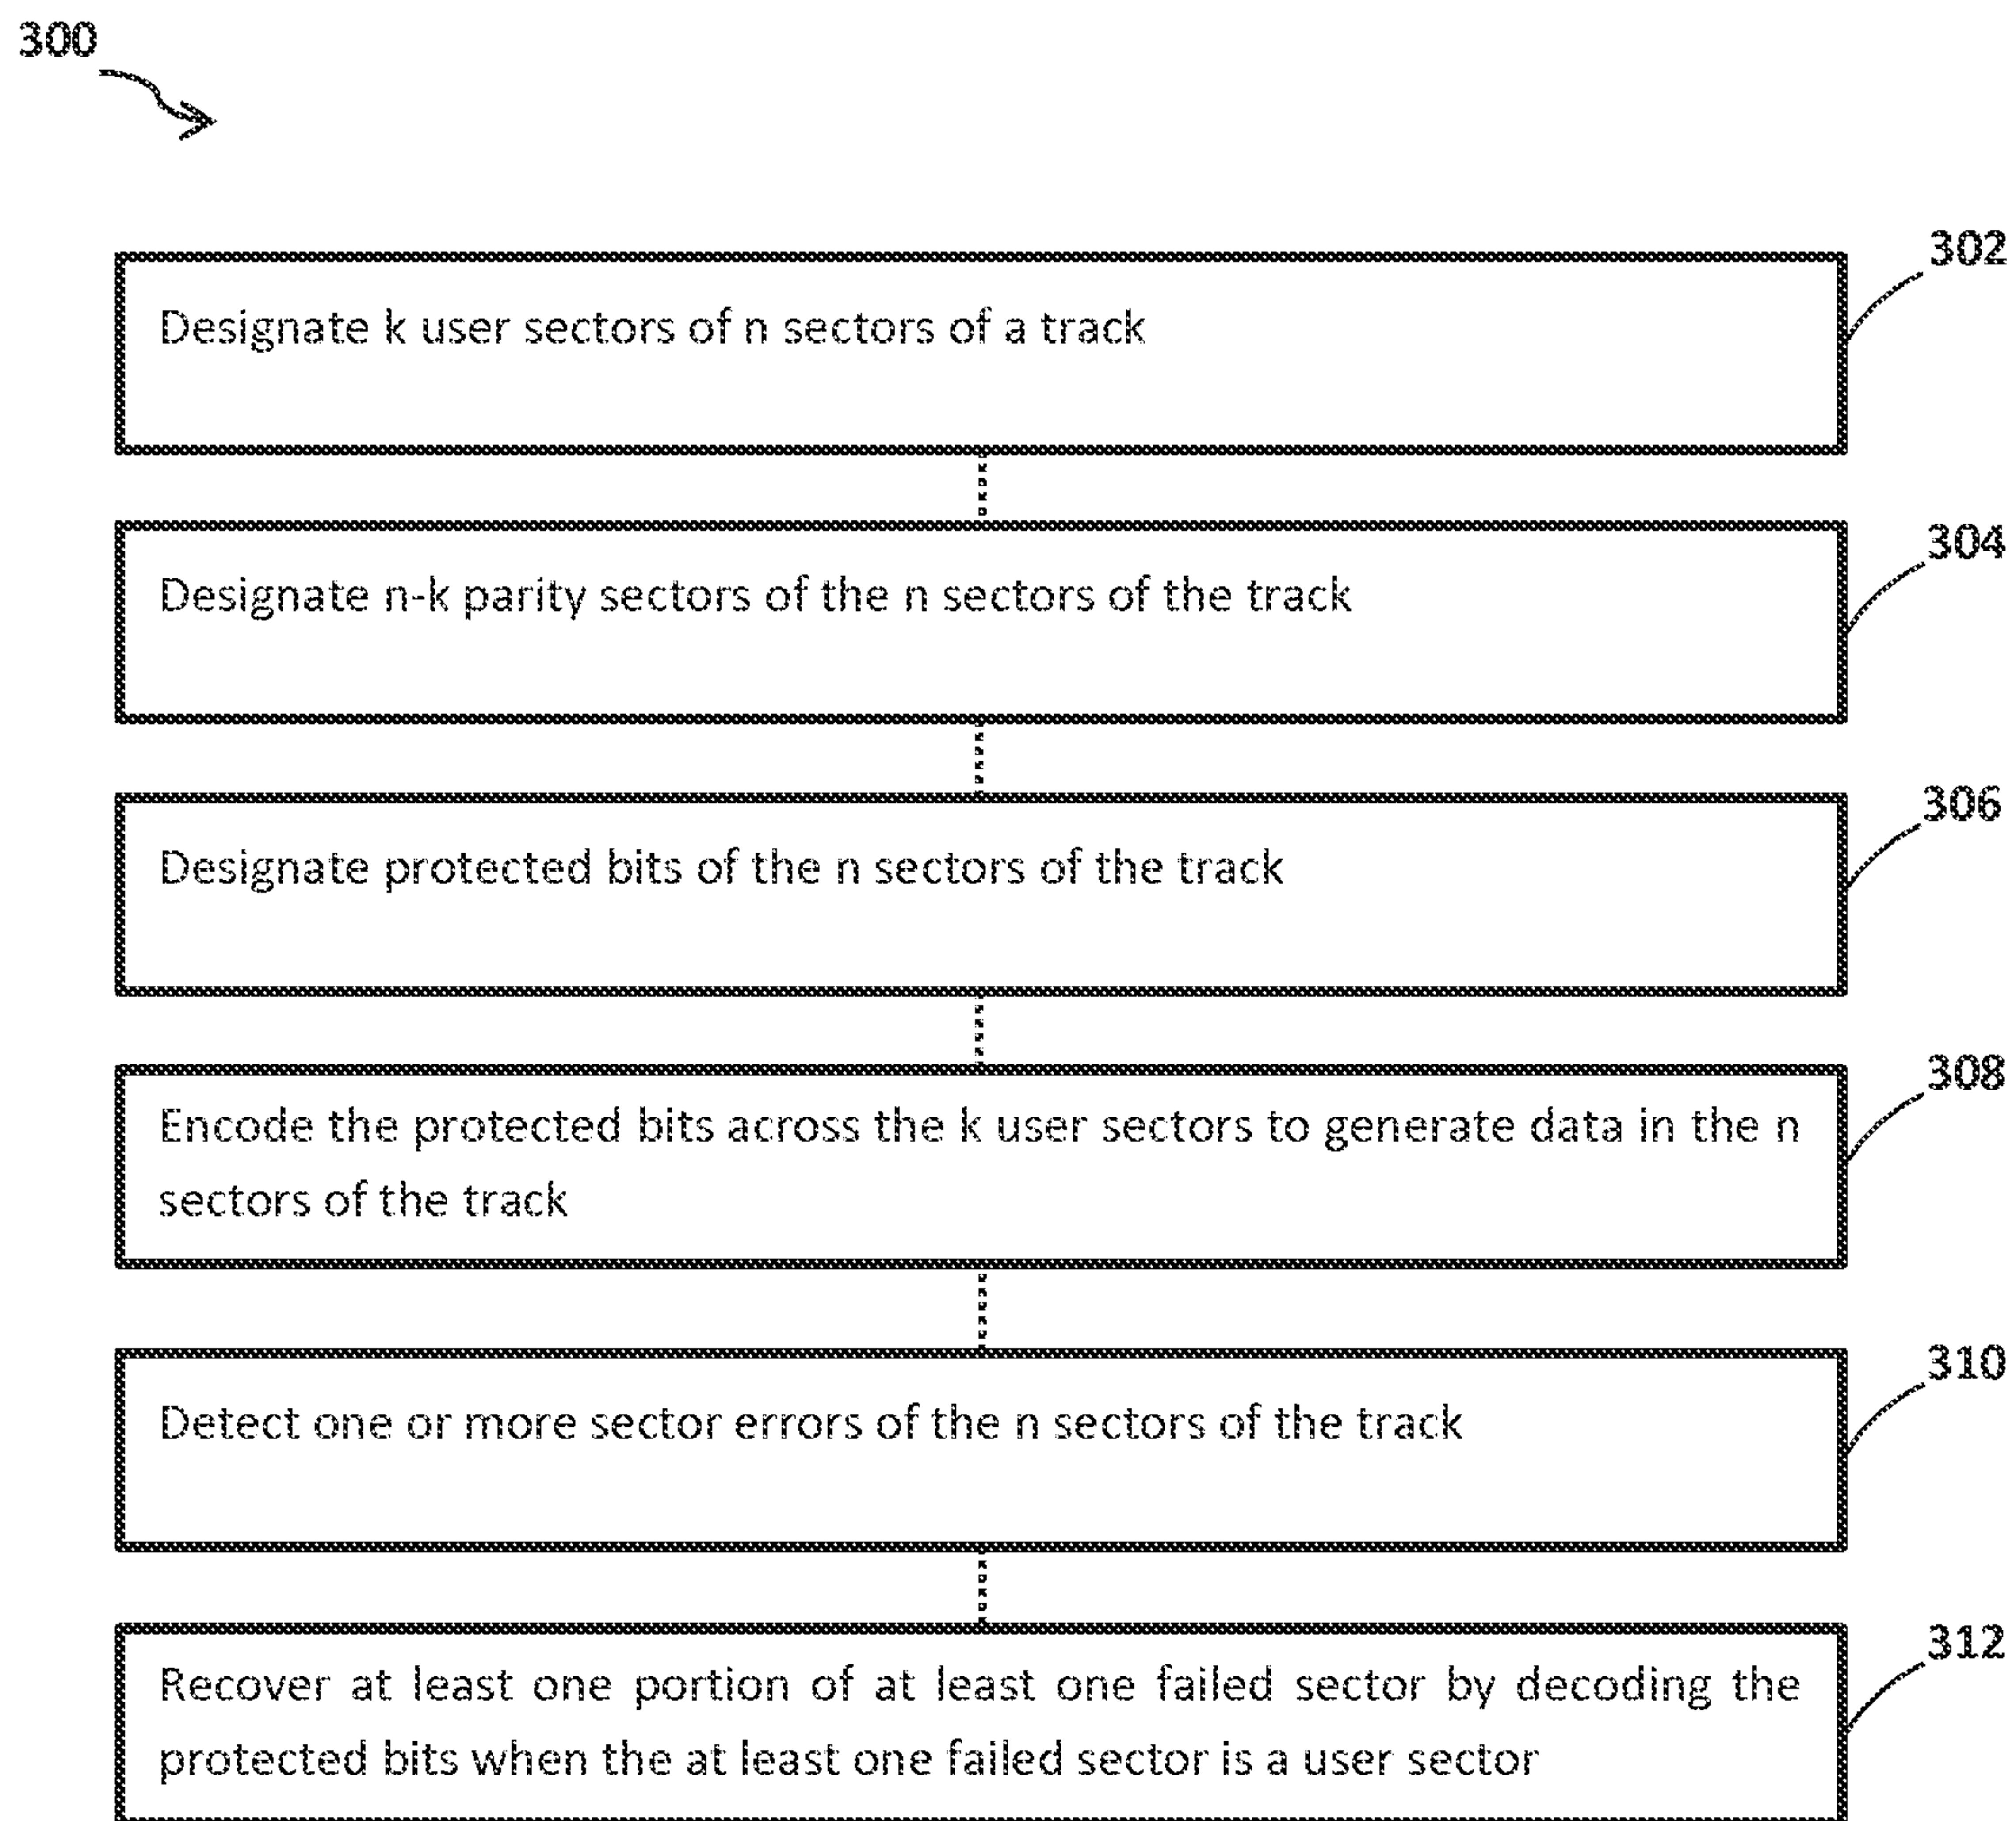 300
302
Designate k user sectors of n sectors of a track
304
Designate n-k parity sectors of the n sectors of the track
306
Designate protected bits of the n sectors of the track
308
Encode the protected bits across the k user sectors to generate data in the n
sectors of the track
310
Detect one or more sector errors of the n sectors of the track
312
Recover at least one portion of at least one failed sector by decoding the
protected bits when the at least one failed sector is a user sector